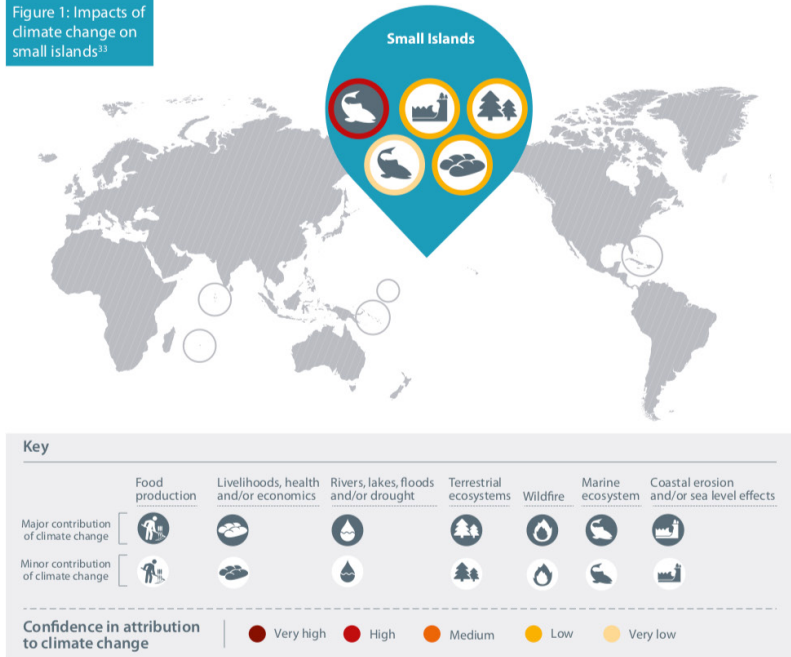 Figure 1: Impacts of
climate change on
small islands³³
Small Islands
Key
Food
production
Livelihoods, health
and/or economics
Rivers, lakes, floods
and/or drought
Terrestrial
ecosystems
Wildfire
Marine
ecosystem
Coastal erosion
and/or sea level effects
Major contribution
of climate change
Minor contribution
of climate change
Confidence in attribution
to climate change
Very high
High
Medium
Low
Very low